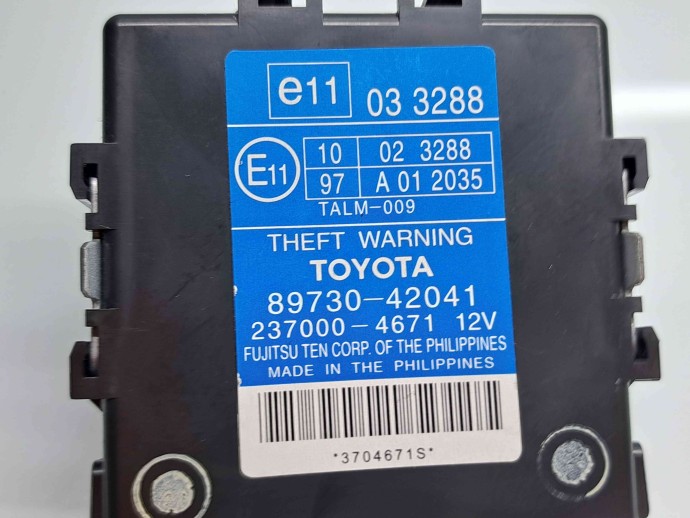 e11 03 3288
E11 10 02 3288
97 A 01 2035
TALM-009
THEFT WARNING
TOYOTA
89730-42041
237000-4671 12V
FUJITSU TEN CORP. OF THE PHILIPPINES
MADE IN THE PHILIPPINES
*3704671S*